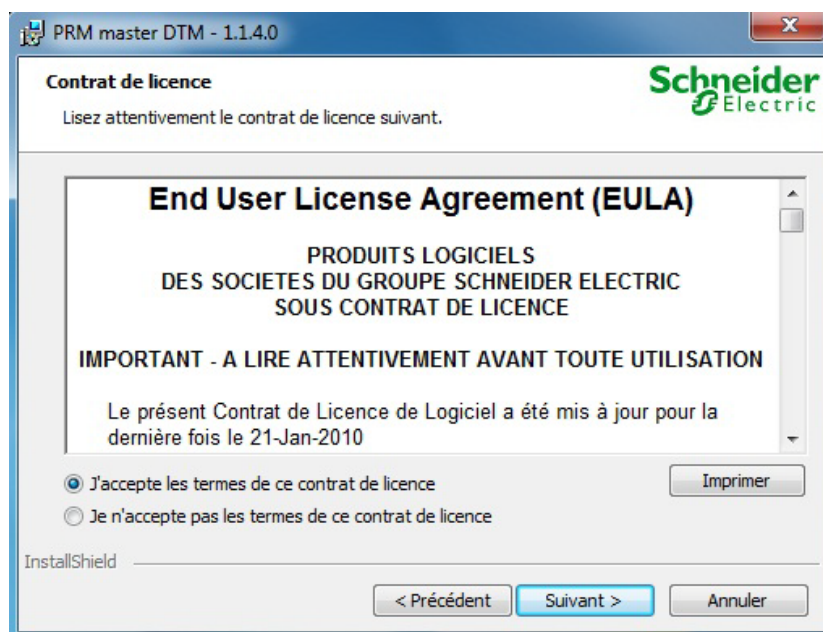 PRM master DTM - 1.1.4.0
Contrat de licence
Lisez attentivement le contrat de licence suivant.
Schneider
Electric
End User License Agreement (EULA)
PRODUITS LOGICIELS
DES SOCIETES DU GROUPE SCHNEIDER ELECTRIC
SOUS CONTRAT DE LICENCE
IMPORTANT - A LIRE ATTENTIVEMENT AVANT TOUTE UTILISATION
Le présent Contrat de Licence de Logiciel a été mis à jour pour la
dernière fois le 21-Jan-2010
J'accepte les termes de ce contrat de licence
Imprimer
Je n'accepte pas les termes de ce contrat de licence
InstallShield
< Précédent
Suivant >
Annuler